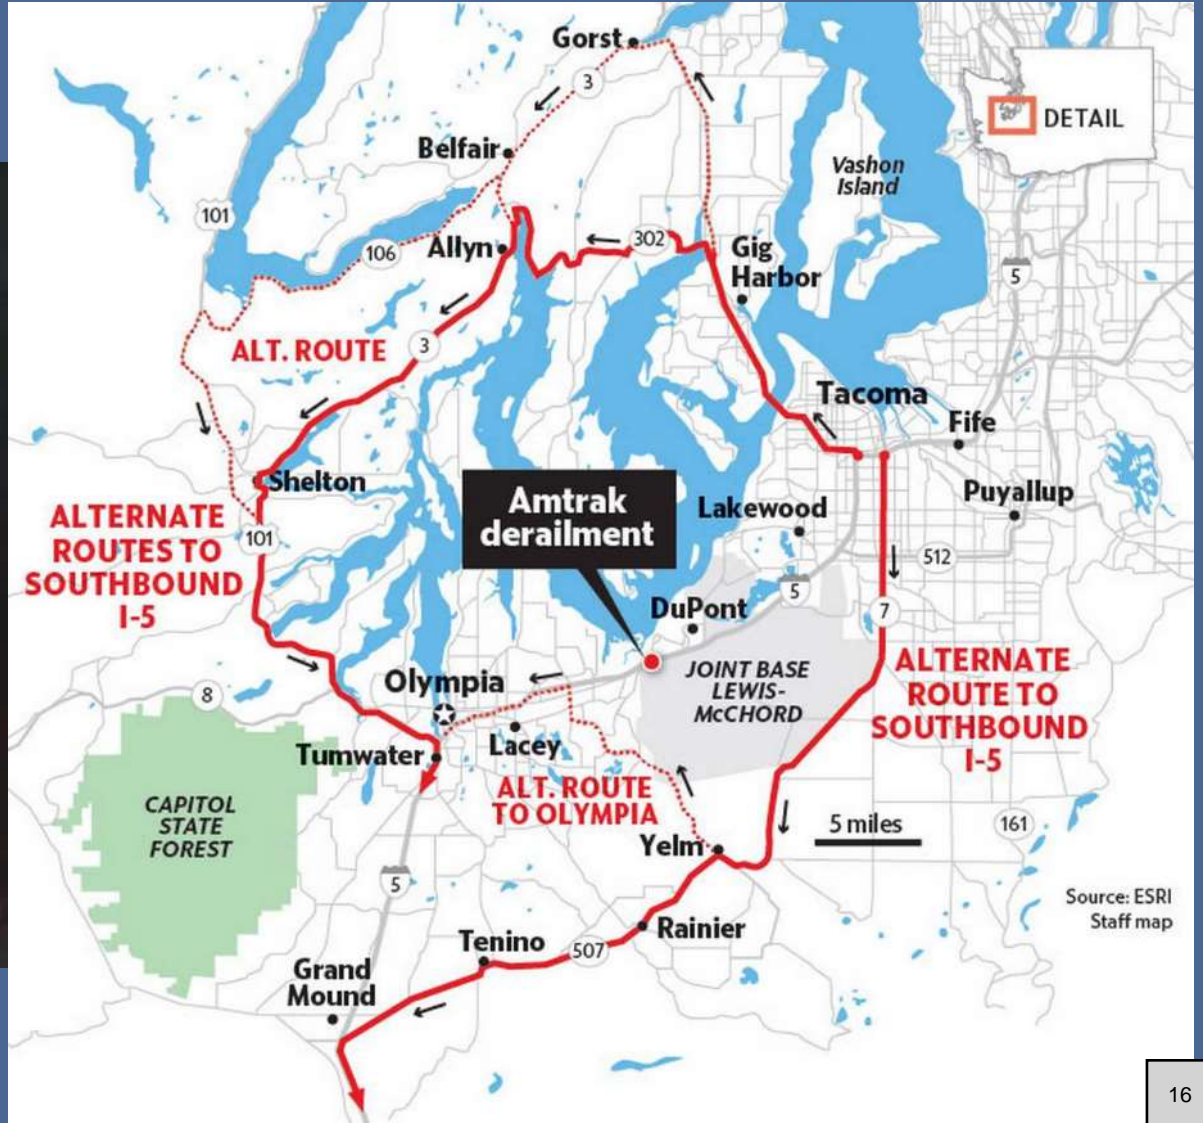 Gorst
3
DETAIL
Belfair
Vashon
Island
101
106
Allyn
302
Gig
Harbor
5
ALT. ROUTE
3
Tacoma
Fife
Shelton
Amtrak
derailment
Lakewood
Puyallup
ALTERNATE
ROUTES TO
SOUTHBOUND
I-5
101
512
5
DuPont
7
JOINT BASE
LEWIS-
McCHORD
ALTERNATE
ROUTE TO
SOUTHBOUND
I-5
8
Olympia
Lacey
Tumwater
ALT. ROUTE
TO OLYMPIA
CAPITOL
STATE
FOREST
5 miles
161
Yelm
5
Source: ESRI
Staff map
Rainier
Tenino
507
Grand
Mound
16